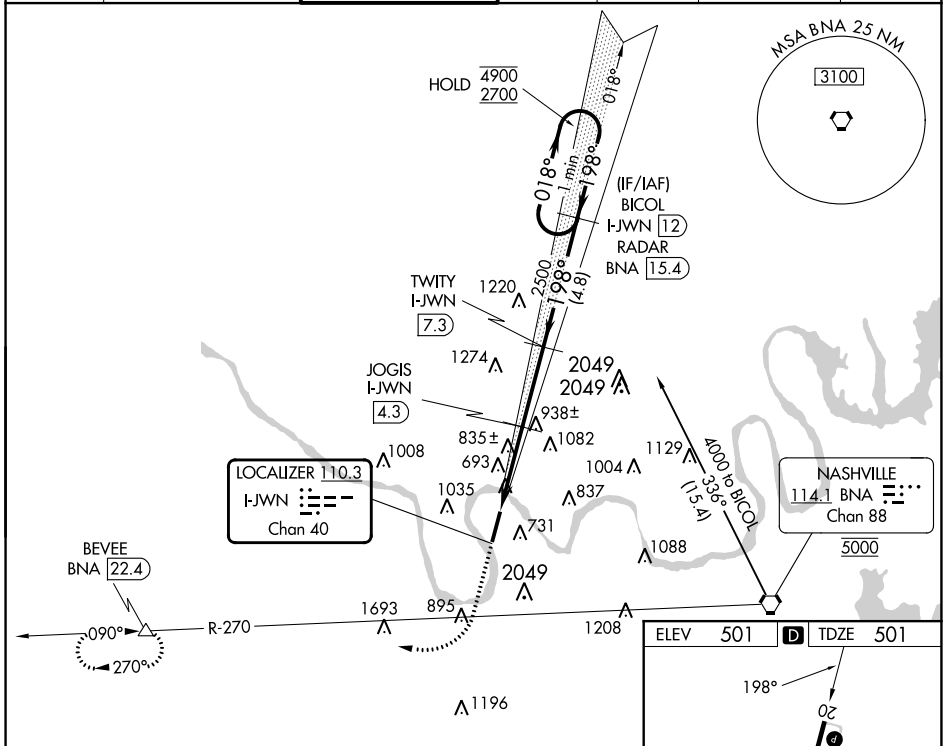 MSA BNA 25 NM
3100
HOLD 4900
2700
018°
018°
1 min
198°
(IF/IAF)
BICOL
I-JWN 12
RADAR
BNA 15.4
2500
198°
(4.8)
TWITY
I-JWN
7.3
1220
1274
JOGIS
I-JWN
4.3
2049
2049
938±
835±
1082
1008
693
1004
1129
4000 to BICOL
336°
(15.4)
LOCALIZER 110.3
I-JWN
Chan 40
1035
837
NASHVILLE
114.1 BNA
Chan 88
5000
731
1088
BEVEE
BNA 22.4
2049
1693
895
1208
090°
R-270
270°
1196
ELEV 501 D TDZE 501
198°
20
P